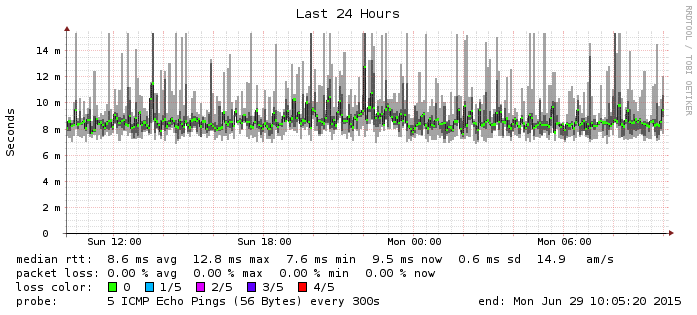 Last 24 Hours
RRDTOOL / TOBI OETIKER
Seconds
14 m
12 m
10 m
8 m
6 m
4 m
2 m
0
Sun 12:00 Sun 18:00 Mon 00:00 Mon 06:00
median rtt: 8.6 ms avg 12.8 ms max 7.6 ms min 9.5 ms now 0.6 ms sd 14.9 am/s
packet loss: 0.00 % avg 0.00 % max 0.00 % min 0.00 % now
loss color: 0 1/5 2/5 3/5 4/5
probe: 5 ICMP Echo Pings (56 Bytes) every 300s end: Mon Jun 29 10:05:20 2015